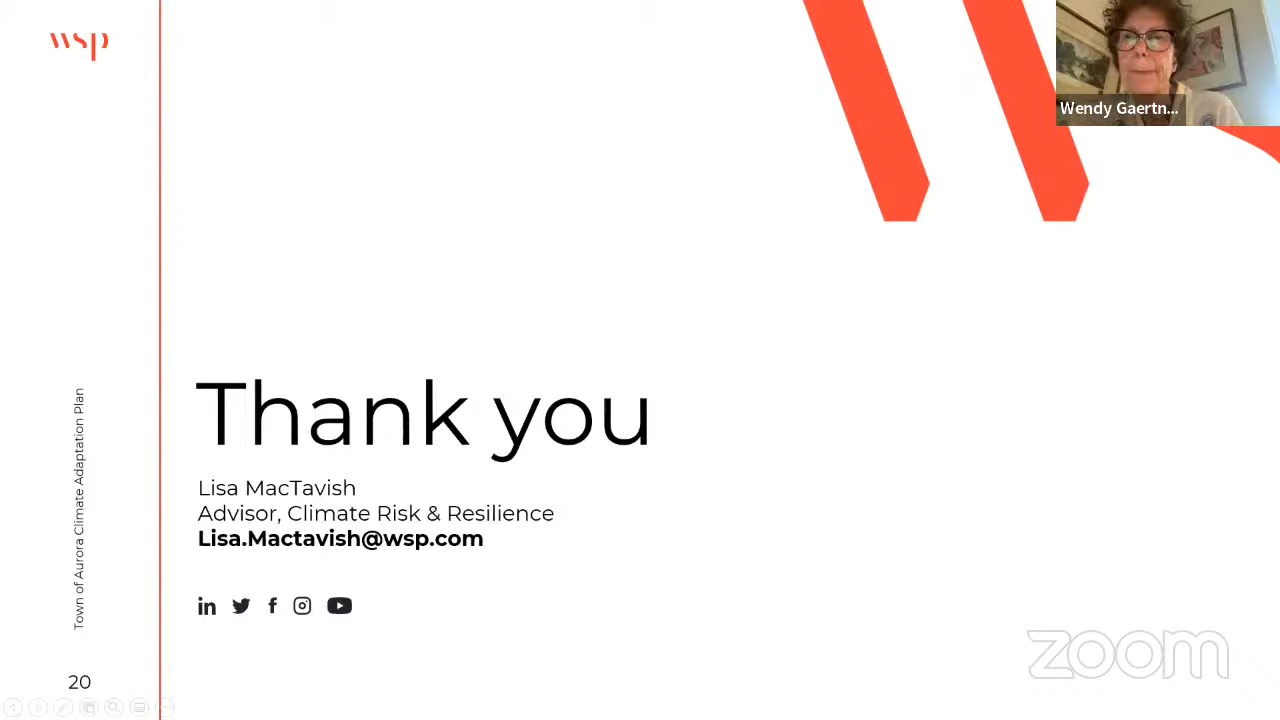 wsp
Wendy Gaertn...
Thank you
Lisa MacTavish
Advisor, Climate Risk & Resilience
Lisa.Mactavish@wsp.com
in
f
Town of Aurora Climate Adaptation Plan
20
zoom